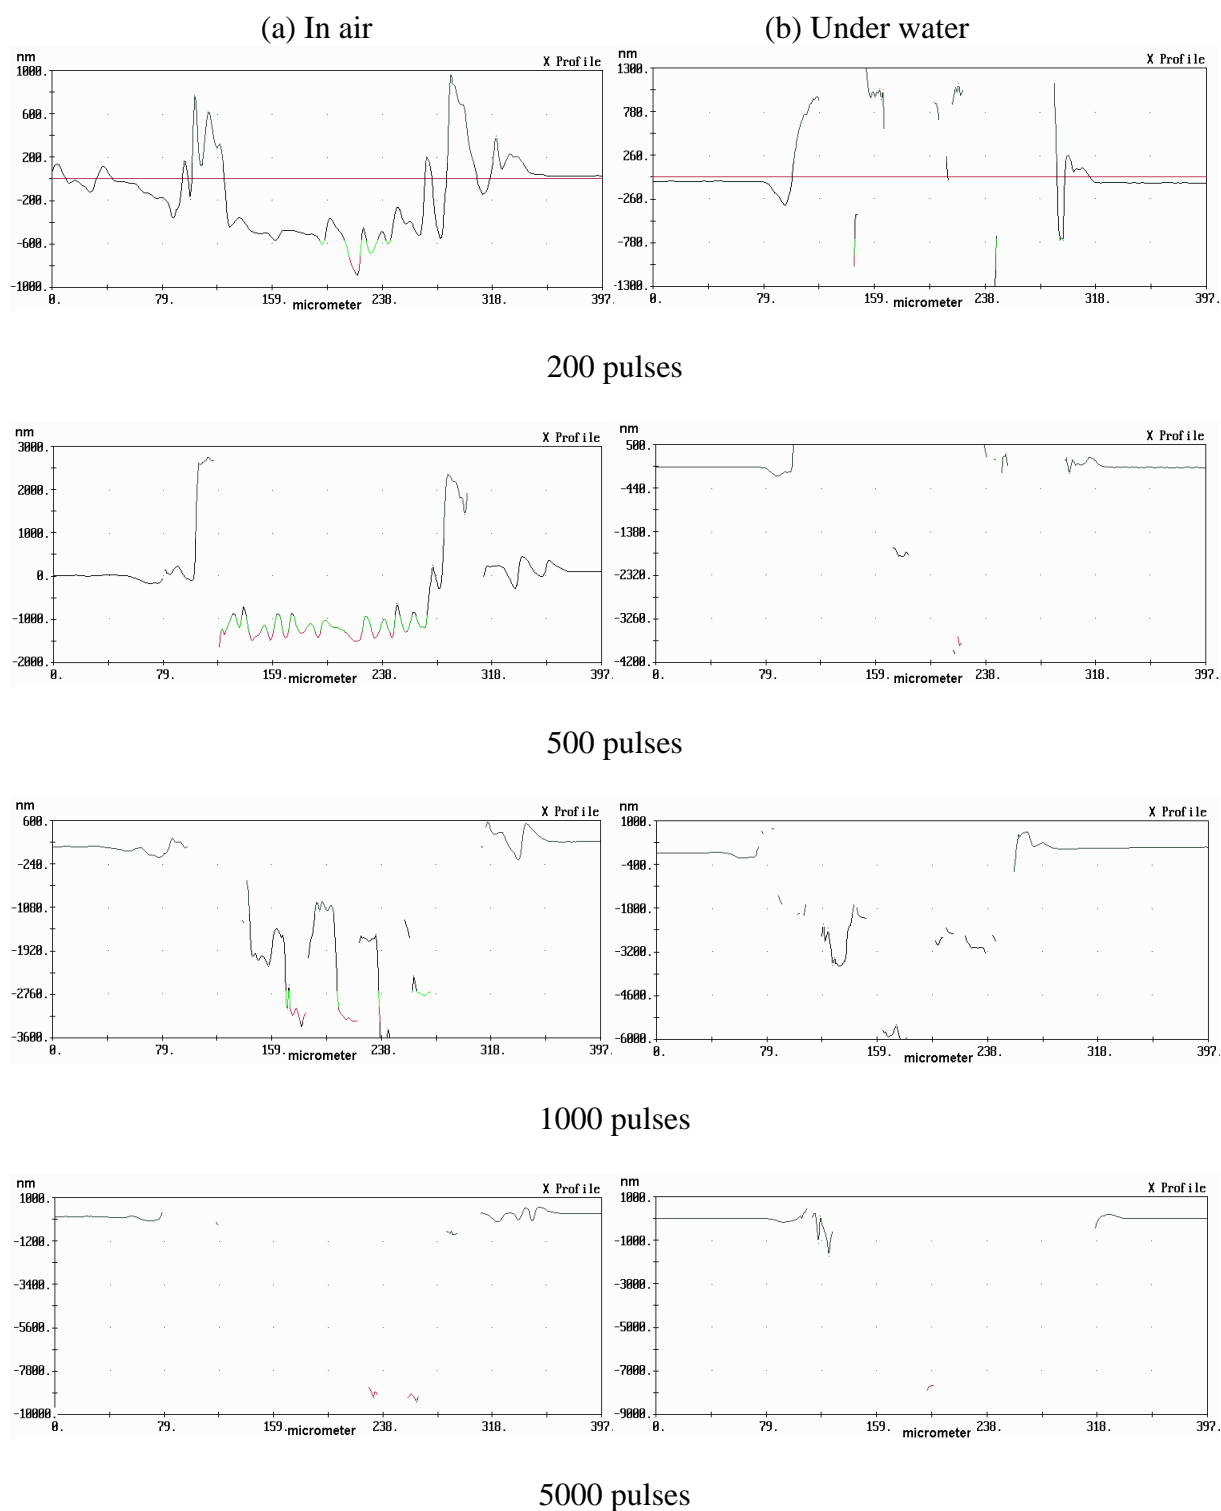 (a) In air
(b) Under water
nm
X Profile
1000.
600.
200.
-200.
-600.
-1000.
0. 79. 159. 238. 318. 397.
micrometer
nm
X Profile
1300.
780.
260.
-260.
-780.
-1300.
0. 79. 159. 238. 318. 397.
micrometer
200 pulses
nm
X Profile
3000.
2000.
1000.
0.
-1000.
-2000.
0. 79. 159. 238. 318. 397.
micrometer
nm
X Profile
500.
-440.
-1380.
-2320.
-3260.
-4200.
0. 79. 159. 238. 318. 397.
micrometer
500 pulses
nm
X Profile
600.
-240.
-1080.
-1920.
-2760.
-3600.
0. 79. 159. 238. 318. 397.
micrometer
nm
X Profile
1000.
-400.
-1800.
-3200.
-4600.
-6000.
0. 79. 159. 238. 318. 397.
micrometer
1000 pulses
nm
X Profile
1000.
-1200.
-3400.
-5600.
-7800.
-10000.
0. 79. 159. 238. 318. 397.
micrometer
nm
X Profile
1000.
-1000.
-3000.
-5000.
-7000.
-9000.
0. 79. 159. 238. 318. 397.
micrometer
5000 pulses